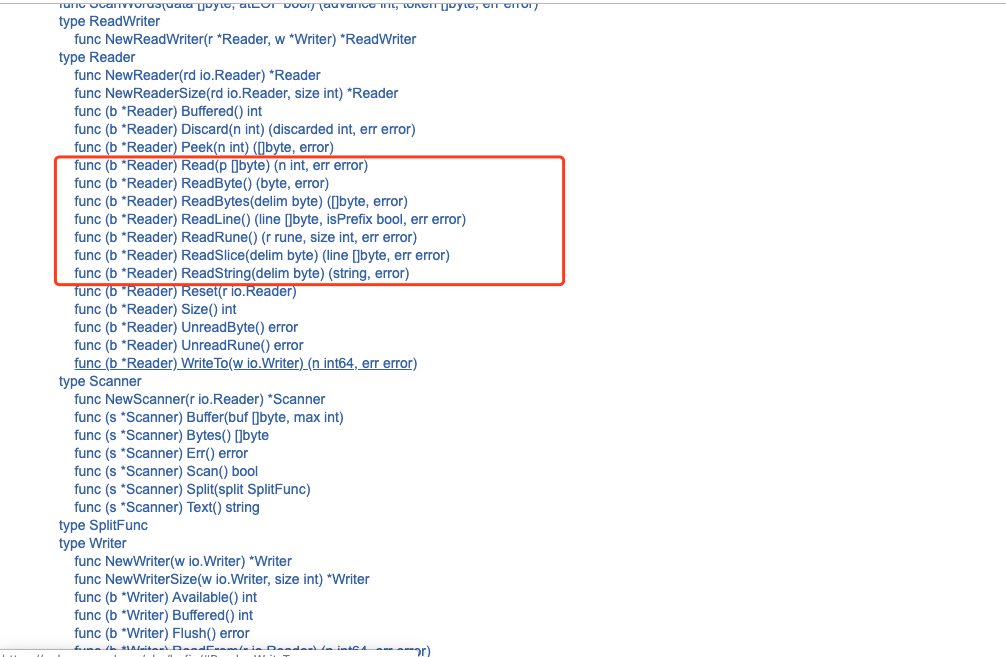 func ScanWords(data []byte, atEOF bool) (advance int, token []byte, err error)
type ReadWriter
func NewReadWriter(r *Reader, w *Writer) *ReadWriter
type Reader
func NewReader(rd io.Reader) *Reader
func NewReaderSize(rd io.Reader, size int) *Reader
func (b *Reader) Buffered() int
func (b *Reader) Discard(n int) (discarded int, err error)
func (b *Reader) Peek(n int) ([]byte, error)
func (b *Reader) Read(p []byte) (n int, err error)
func (b *Reader) ReadByte() (byte, error)
func (b *Reader) ReadBytes(delim byte) ([]byte, error)
func (b *Reader) ReadLine() (line []byte, isPrefix bool, err error)
func (b *Reader) ReadRune() (r rune, size int, err error)
func (b *Reader) ReadSlice(delim byte) (line []byte, err error)
func (b *Reader) ReadString(delim byte) (string, error)
func (b *Reader) Reset(r io.Reader)
func (b *Reader) Size() int
func (b *Reader) UnreadByte() error
func (b *Reader) UnreadRune() error
func (b *Reader) WriteTo(w io.Writer) (n int64, err error)
type Scanner
func NewScanner(r io.Reader) *Scanner
func (s *Scanner) Buffer(buf []byte, max int)
func (s *Scanner) Bytes() []byte
func (s *Scanner) Err() error
func (s *Scanner) Scan() bool
func (s *Scanner) Split(split SplitFunc)
func (s *Scanner) Text() string
type SplitFunc
type Writer
func NewWriter(w io.Writer) *Writer
func NewWriterSize(w io.Writer, size int) *Writer
func (b *Writer) Available() int
func (b *Writer) Buffered() int
func (b *Writer) Flush() error
func (b *Writer) ReadFrom(r io.Reader) (n int64, err error)